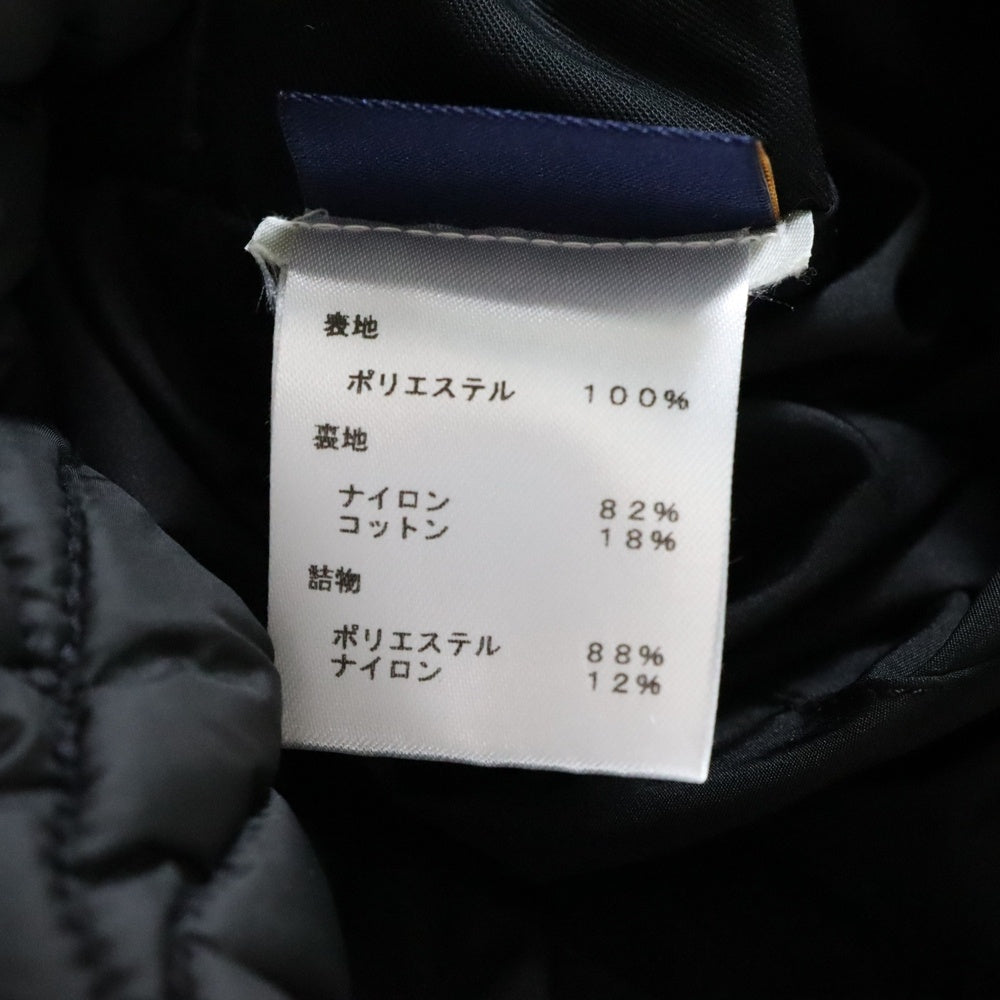 表地
ポリエステル 100%
裏地
ナイロン 82%
コットン 18%
詰物
ポリエステル 88%
ナイロン 12%